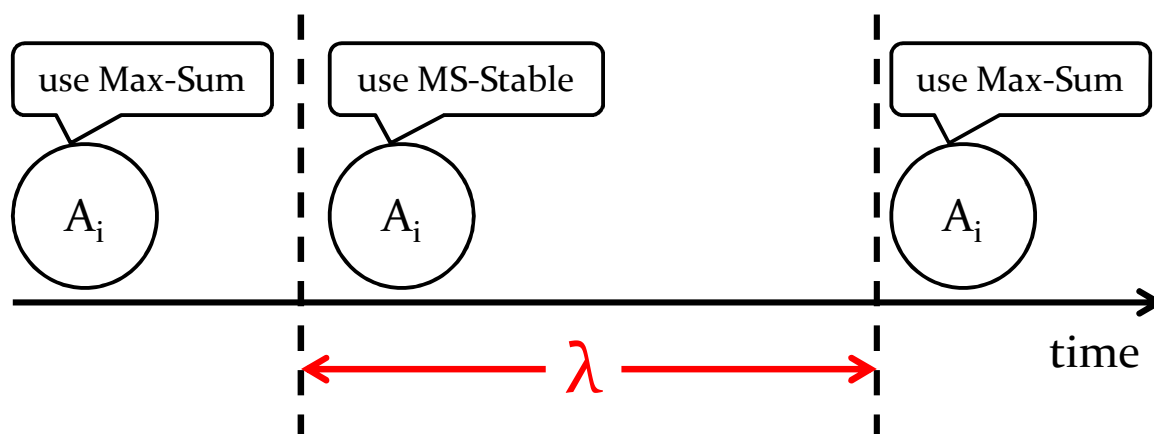 use Max-Sum
use MS-Stable
use Max-Sum
Aᵢ
Aᵢ
Aᵢ
time
λ